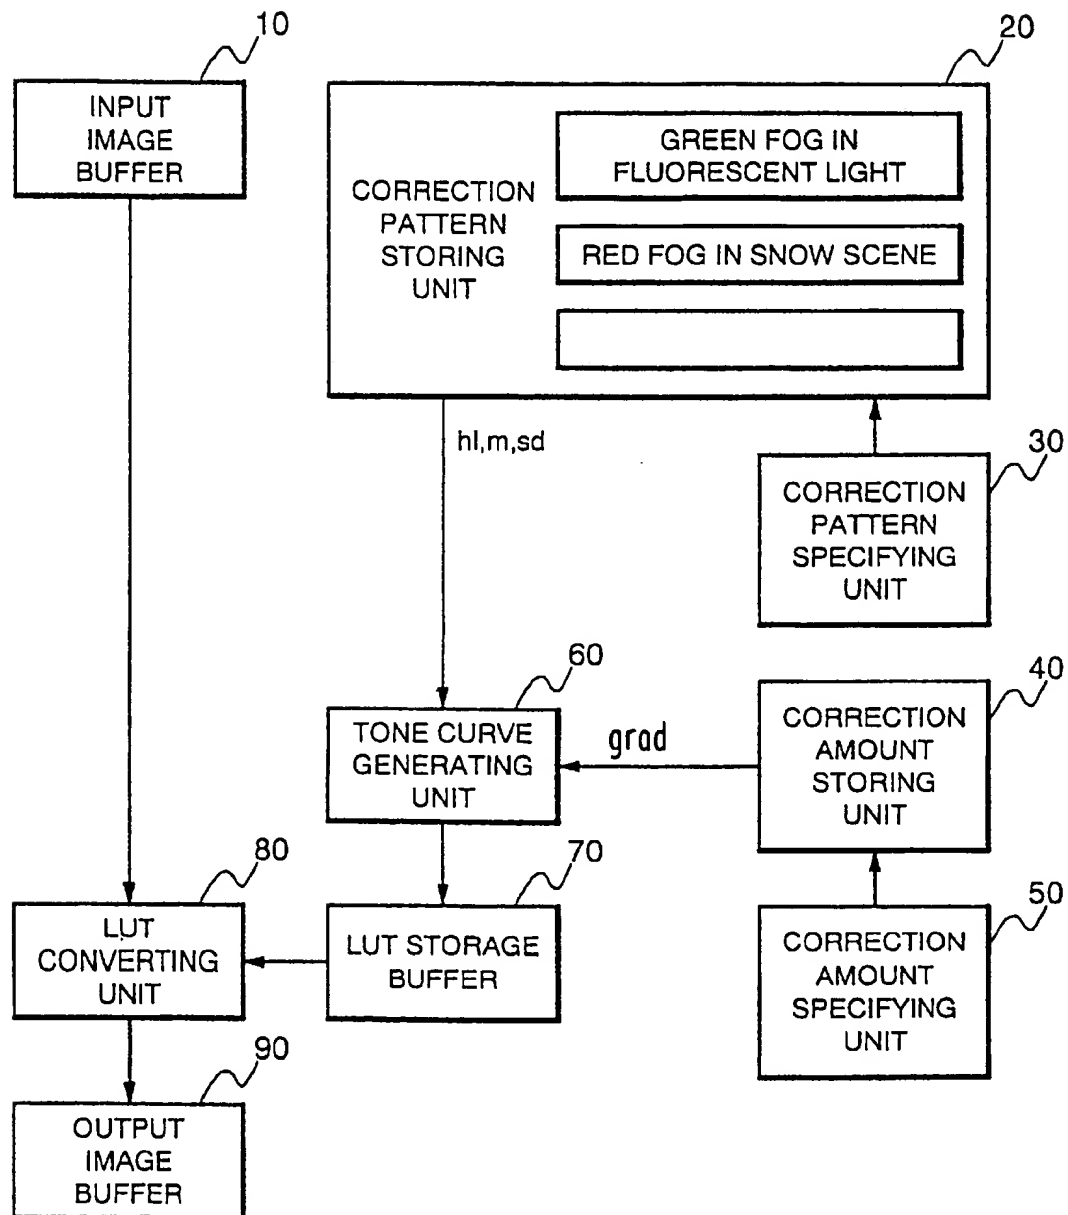 10
INPUT
IMAGE
BUFFER
20
CORRECTION
PATTERN
STORING
UNIT
GREEN FOG IN
FLUORESCENT LIGHT
RED FOG IN SNOW SCENE
hl,m,sd
30
CORRECTION
PATTERN
SPECIFYING
UNIT
60
TONE CURVE
GENERATING
UNIT
grad
40
CORRECTION
AMOUNT
STORING
UNIT
80
LUT
CONVERTING
UNIT
70
LUT STORAGE
BUFFER
50
CORRECTION
AMOUNT
SPECIFYING
UNIT
90
OUTPUT
IMAGE
BUFFER